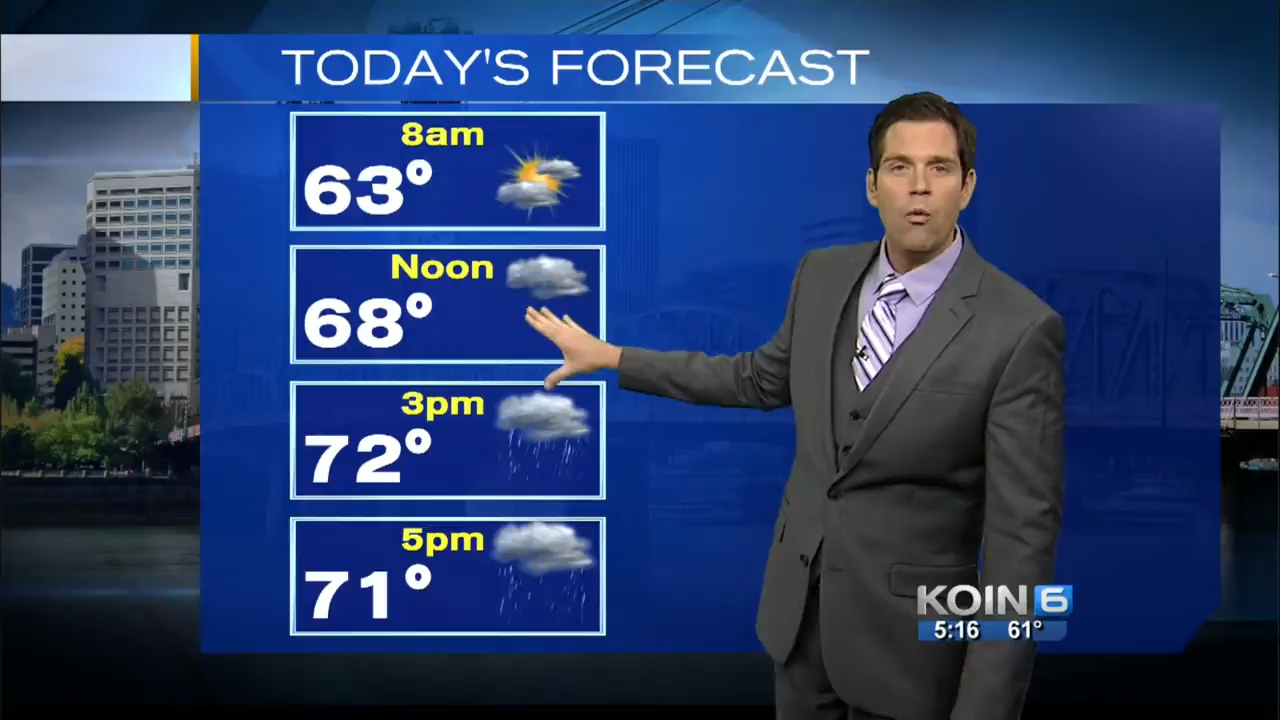 TODAY'S FORECAST
8am
63°
Noon
68°
3pm
72°
5pm
71°
KOIN 6
5:16 61°